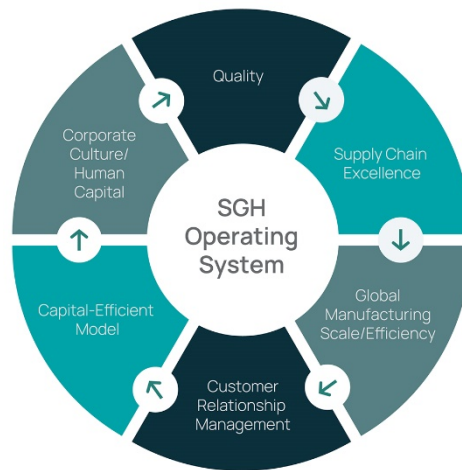 Quality
Supply Chain
Excellence
Global
Manufacturing
Scale/Efficiency
Customer
Relationship
Management
Capital-Efficient
Model
Corporate
Culture/
Human
Capital
SGH
Operating
System